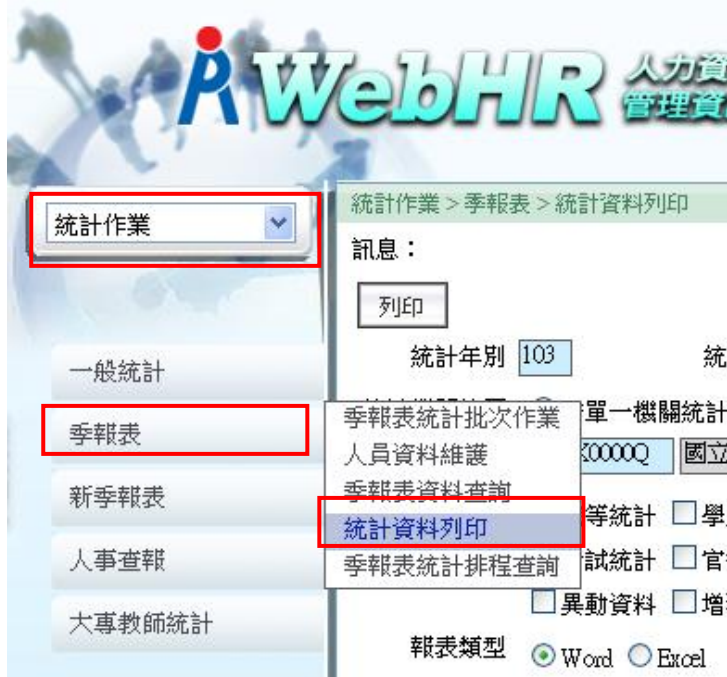 WebHR 人力資
管理資
統計作業
統計作業 > 季報表 > 統計資料列印
訊息：
列印
統計年別 103 統
一般統計
季報表
新季報表
人事查報
大專教師統計
季報表統計批次作業
人員資料維護
季報表資料查詢
統計資料列印
季報表統計排程查詢
單一機關統計
X0000Q 國立
等統計 學
試統計 官
異動資料 增
報表類型 Word Excel